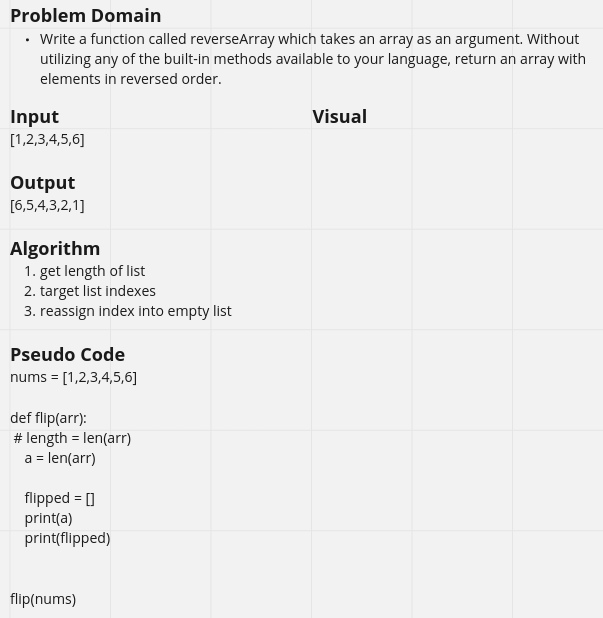 Problem Domain
• Write a function called reverseArray which takes an array as an argument. Without
utilizing any of the built-in methods available to your language, return an array with
elements in reversed order.
Input
Visual
[1,2,3,4,5,6]
Output
[6,5,4,3,2,1]
Algorithm
1. get length of list
2. target list indexes
3. reassign index into empty list
Pseudo Code
nums = [1,2,3,4,5,6]
def flip(arr):
# length = len(arr)
a = len(arr)
flipped = []
print(a)
print(flipped)
flip(nums)